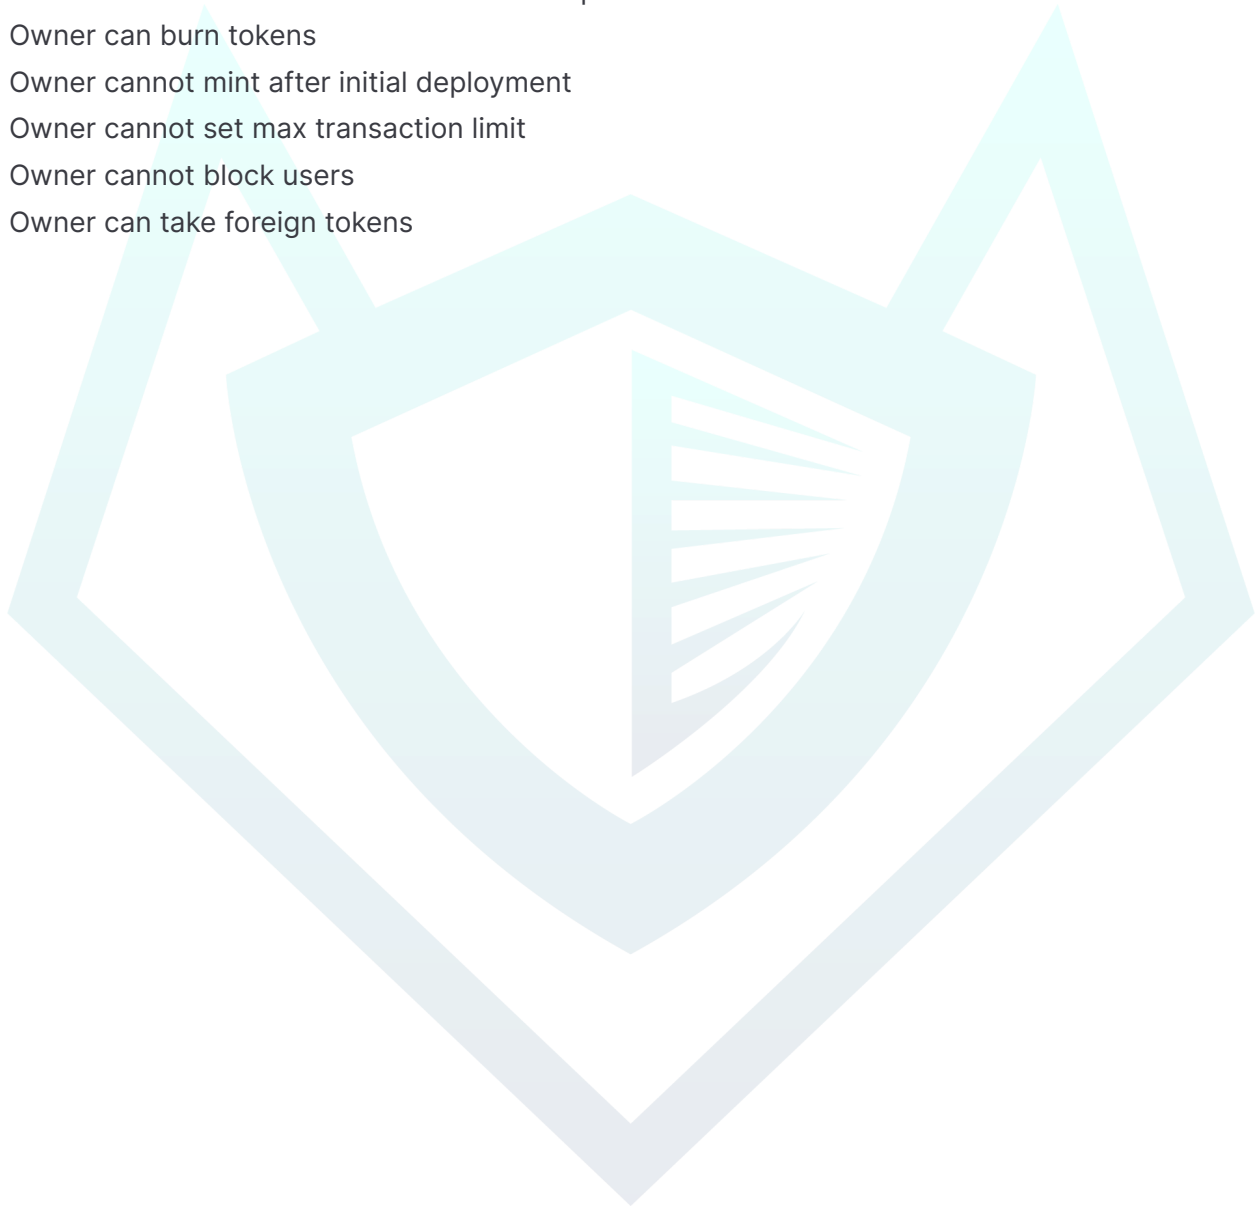 Owner can burn tokens
Owner cannot mint after initial deployment
Owner cannot set max transaction limit
Owner cannot block users
Owner can take foreign tokens